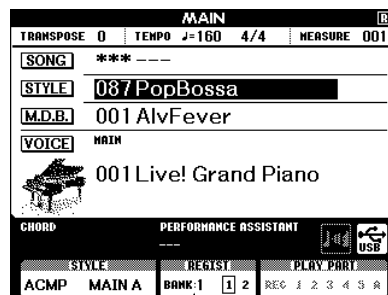 MAIN
TRANSPOSE 0 TEMPO ♩=160 4/4 MEASURE 001
SONG *** ---
STYLE 087 PopBossa
M.D.B. 001 AlvFever
VOICE MAIN
001 Live! Grand Piano
CHORD PERFORMANCE ASSISTANT
---
USB
STYLE REGIST PLAY PART
ACMP MAIN A BANK:1 1 2 REC 1 2 3 4 5 A